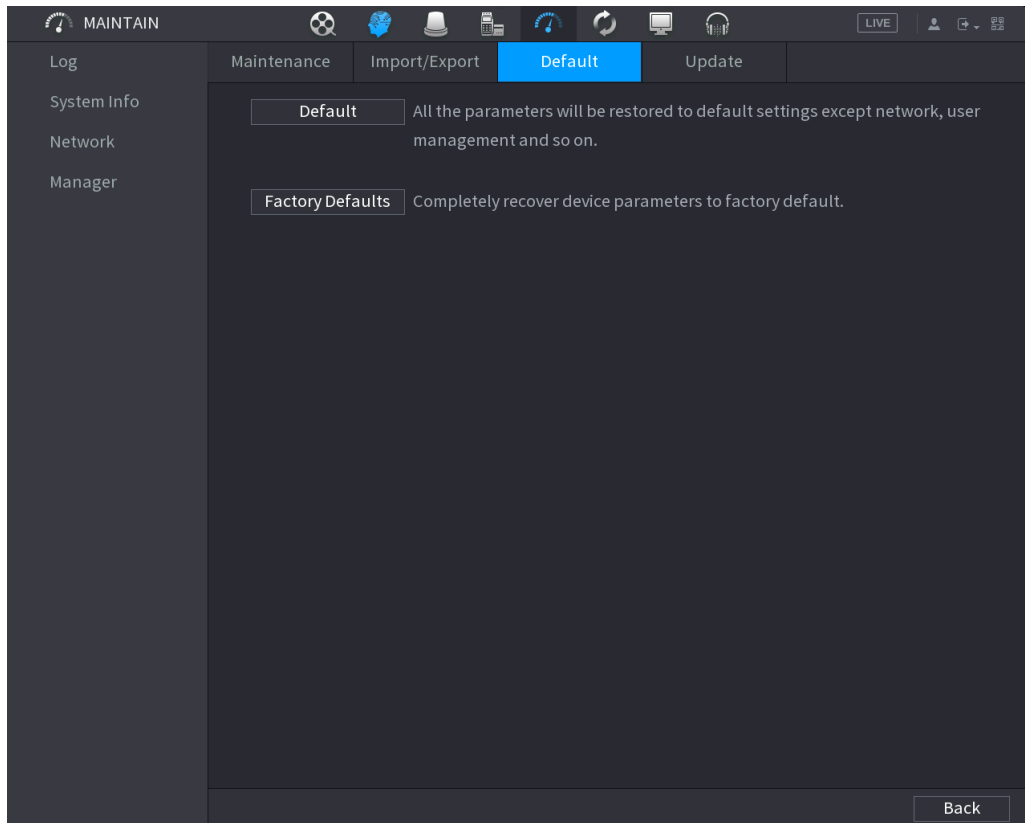 MAINTAIN
LIVE
Log
System Info
Network
Manager
Maintenance
Import/Export
Default
Update
Default
All the parameters will be restored to default settings except network, user
management and so on.
Factory Defaults
Completely recover device parameters to factory default.
Back